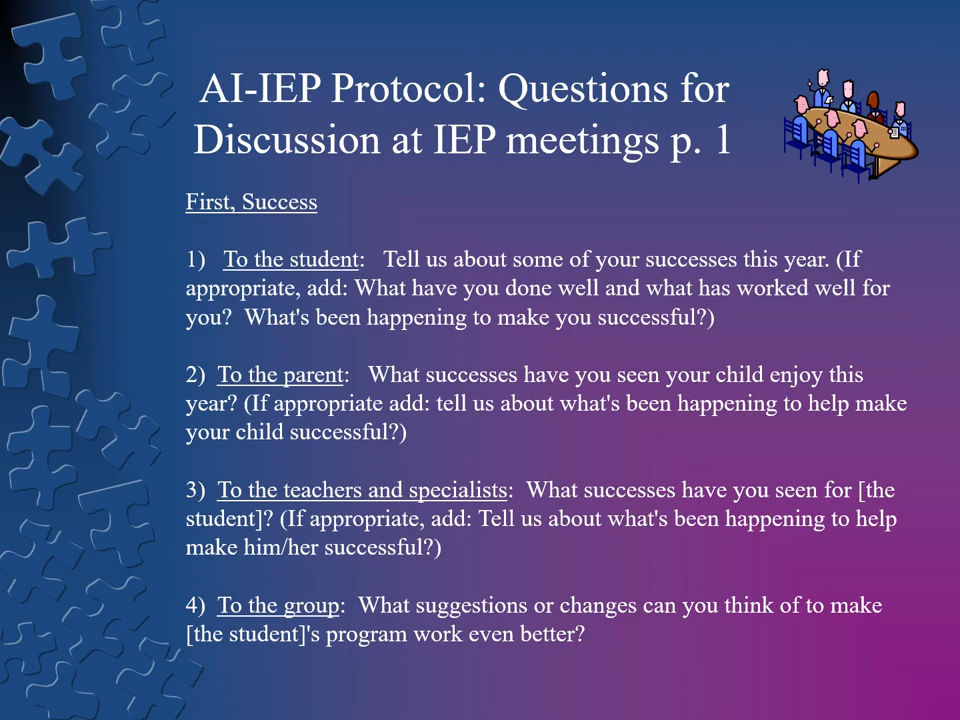 AI-IEP Protocol: Questions for
Discussion at IEP meetings p. 1
First, Success
1)   To the student:   Tell us about some of your successes this year. (If
appropriate, add: What have you done well and what has worked well for
you?  What's been happening to make you successful?)
2)  To the parent:   What successes have you seen your child enjoy this
year? (If appropriate add: tell us about what's been happening to help make
your child successful?)
3)  To the teachers and specialists:  What successes have you seen for [the
student]? (If appropriate, add: Tell us about what's been happening to help
make him/her successful?)
4)  To the group:  What suggestions or changes can you think of to make
[the student]'s program work even better?